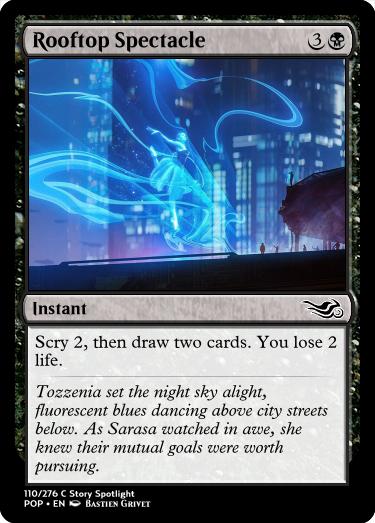 Rooftop Spectacle 3
Instant
Scry 2, then draw two cards. You lose 2
life.
Tozzenia set the night sky alight,
fluorescent blues dancing above city streets
below. As Sarasa watched in awe, she
knew their mutual goals were worth
pursuing.
110/276 C Story Spotlight
POP • EN Bastien Grivet